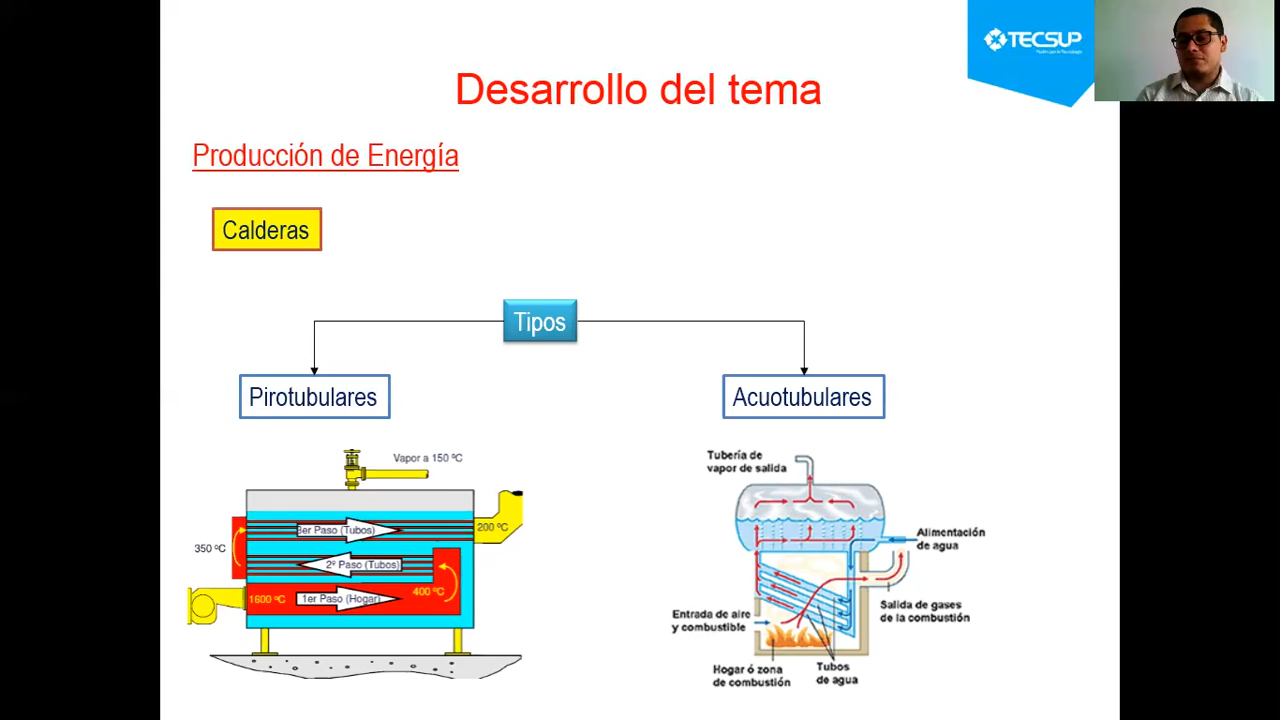 TECSUP
Desarrollo del tema
Producción de Energía
Calderas
Tipos
Pirotubulares
Acuotubulares
Vapor a 150 ºC
3er Paso (Tubos)
200 ºC
350 ºC
2º Paso (Tubos)
400 ºC
1600 ºC
1er Paso (Hogar)
Tubería de
vapor de salida
Alimentación
de agua
Salida de gases
de la combustión
Entrada de aire
y combustible
Hogar ó zona
de combustión
Tubos
de agua